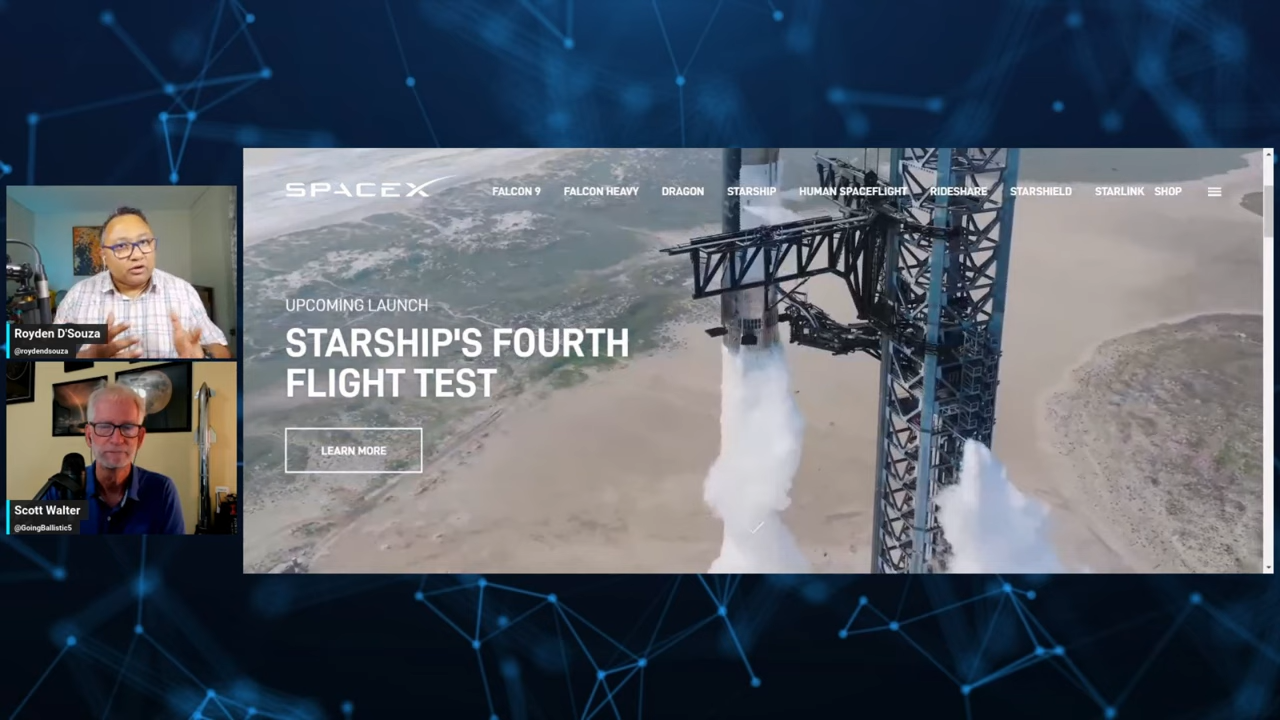 Royden D'Souza
@roydendsouza
Scott Walter
@GoingBallistic5
SPACEX
FALCON 9 FALCON HEAVY DRAGON STARSHIP HUMAN SPACEFLIGHT RIDESHARE STARSHIELD STARLINK SHOP
UPCOMING LAUNCH
STARSHIP'S FOURTH
FLIGHT TEST
LEARN MORE